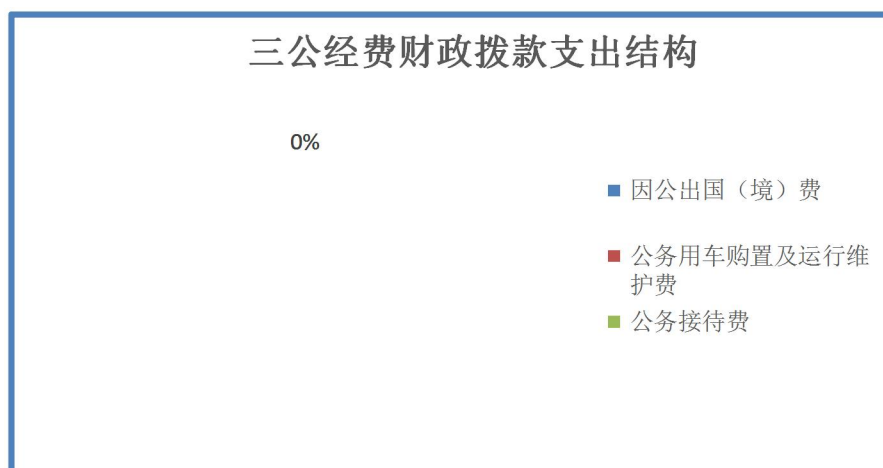 三公经费财政拨款支出结构
0%
因公出国（境）费
公务用车购置及运行维
护费
公务接待费